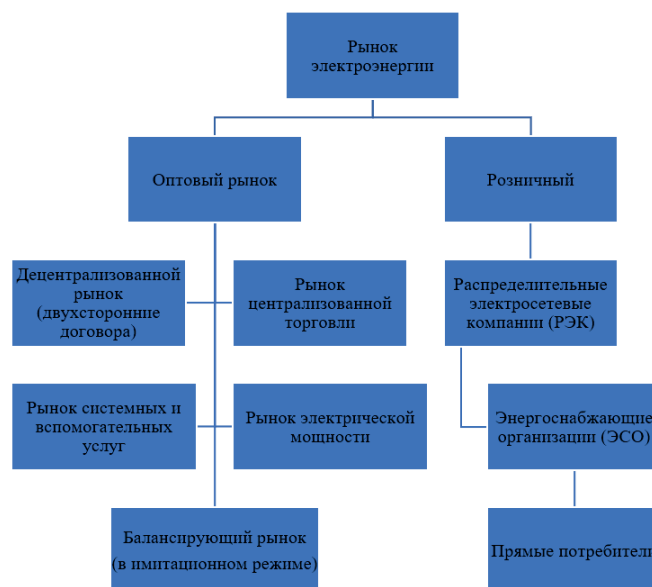 Рынок
электроэнергии
Оптовый рынок
Розничный
Децентрализованной
рынок
(двухсторонние
договора)
Рынок
централизованной
торговли
Распределительные
электросетевые
компании (РЭК)
Рынок системных и
вспомогательных
услуг
Рынок электрической
мощности
Энергоснабжающие
организации (ЭСО)
Балансирующий рынок
(в имитационном режиме)
Прямые потребители